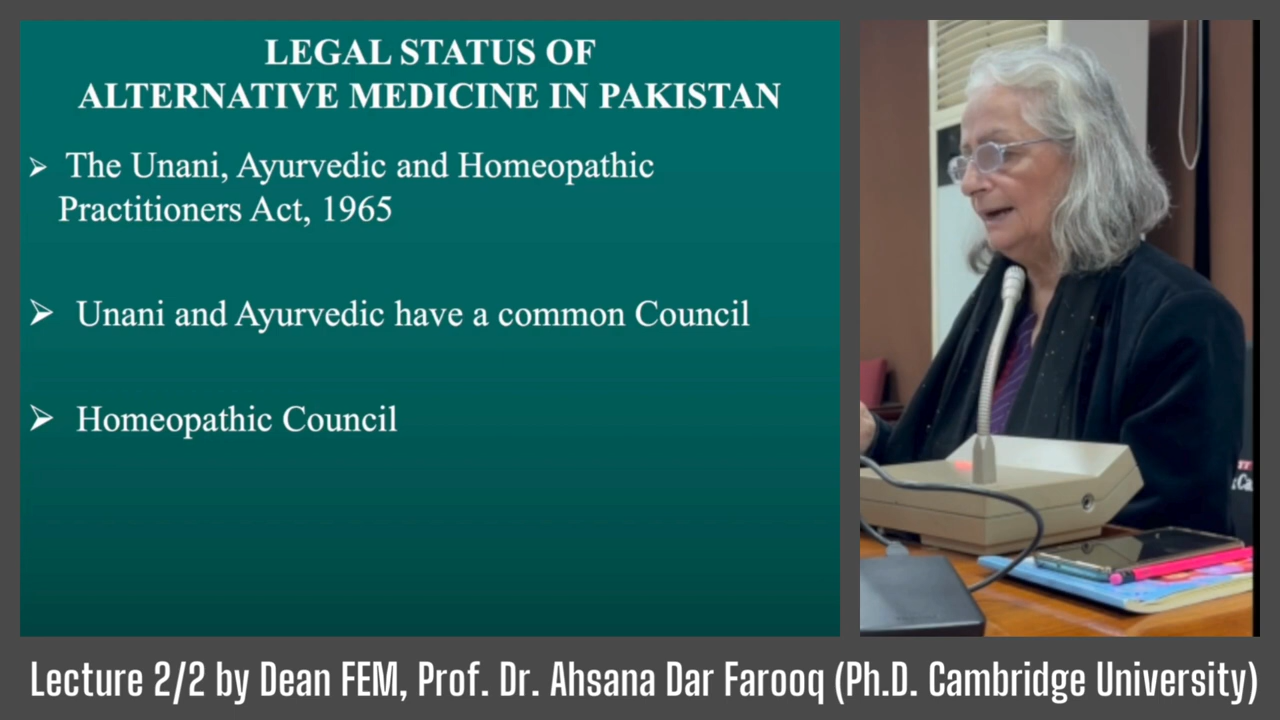 LEGAL STATUS OF
ALTERNATIVE MEDICINE IN PAKISTAN
➢ The Unani, Ayurvedic and Homeopathic
Practitioners Act, 1965
➢ Unani and Ayurvedic have a common Council
➢ Homeopathic Council
Lecture 2/2 by Dean FEM, Prof. Dr. Ahsana Dar Farooq (Ph.D. Cambridge University)